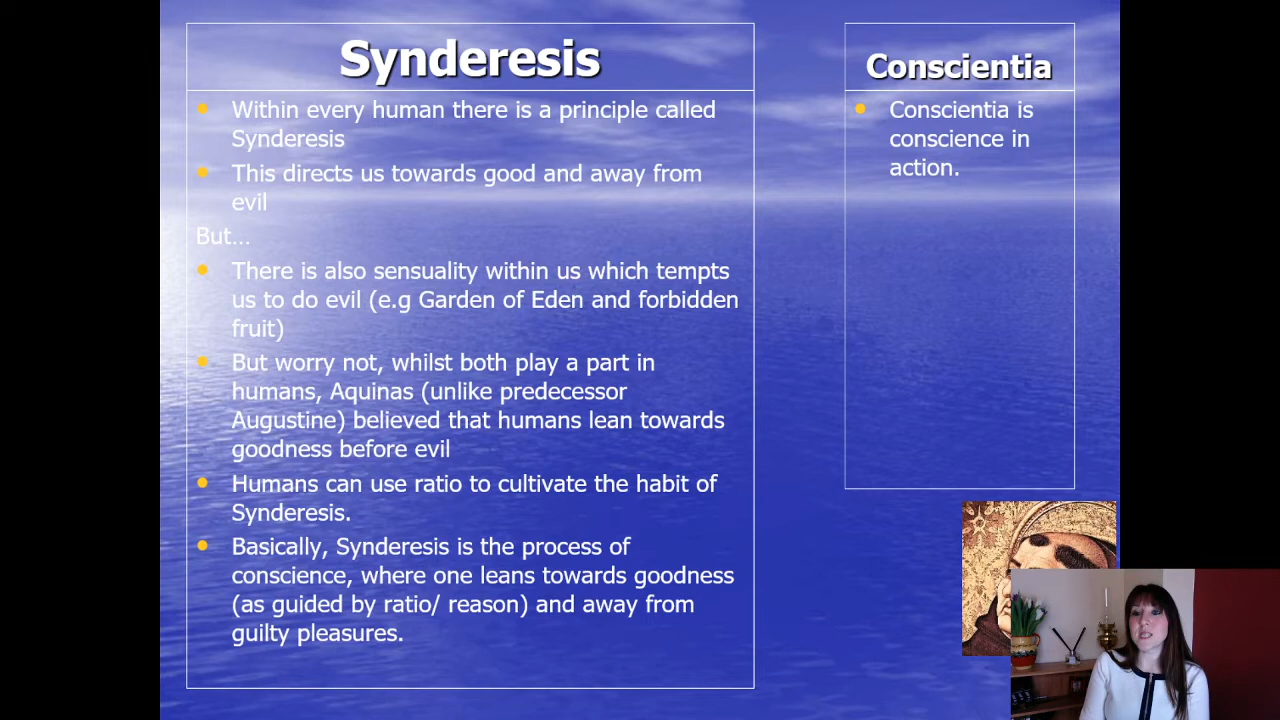 Synderesis
Within every human there is a principle called
Synderesis
This directs us towards good and away from
evil
But...
There is also sensuality within us which tempts
us to do evil (e.g Garden of Eden and forbidden
fruit)
But worry not, whilst both play a part in
humans, Aquinas (unlike predecessor
Augustine) believed that humans lean towards
goodness before evil
Humans can use ratio to cultivate the habit of
Synderesis.
Basically, Synderesis is the process of
conscience, where one leans towards goodness
(as guided by ratio/ reason) and away from
guilty pleasures.
Conscientia
Conscientia is
conscience in
action.